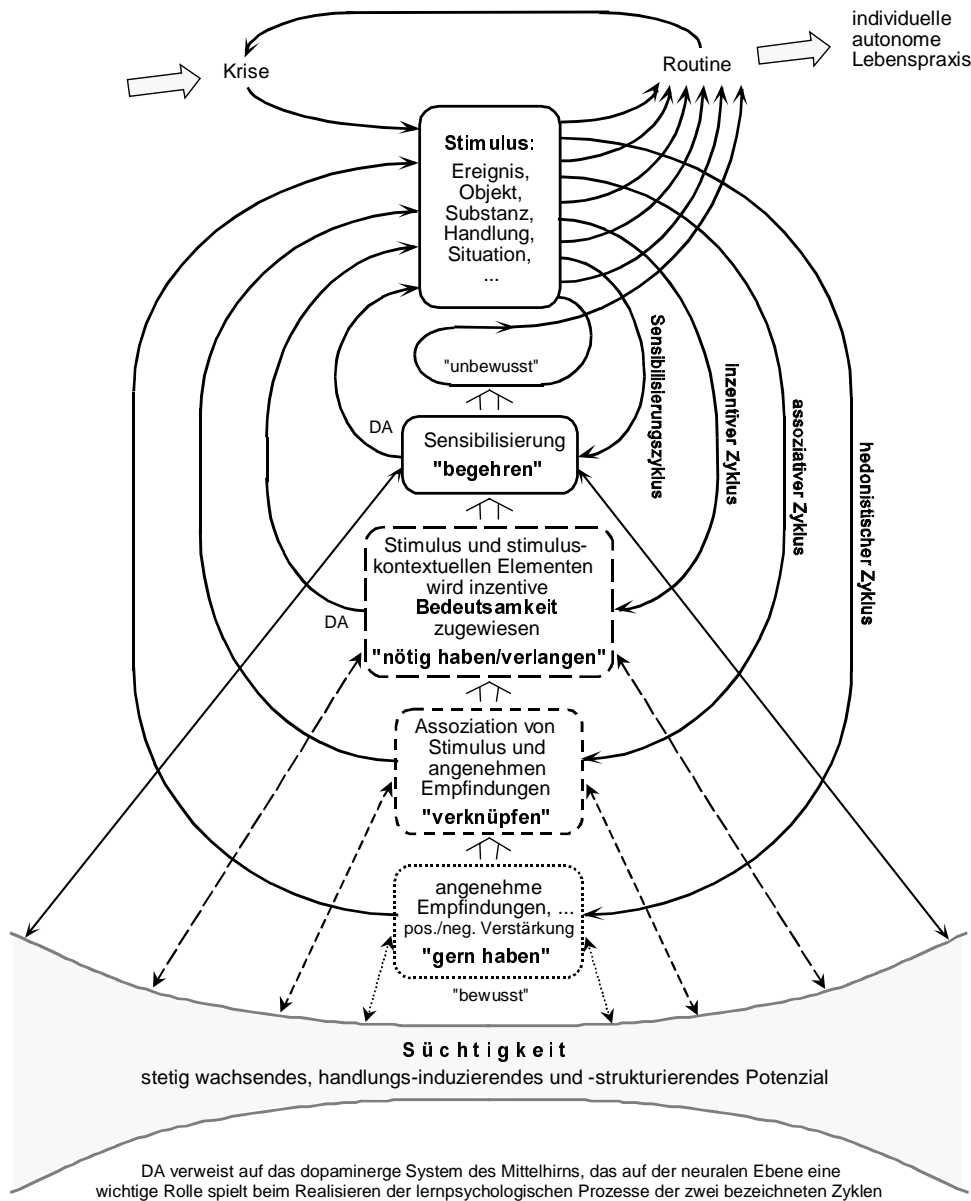 individuelle
autonome
Lebenspraxis
Krise
Routine
Stimulus:
Ereignis,
Objekt,
Substanz,
Handlung,
Situation,
...
"unbewusst"
Sensibilisierungszyklus
inzentiver Zyklus
assoziativer Zyklus
hedonistischer Zyklus
DA
Sensibilisierung
"begehren"
Stimulus und stimulus-
kontextuellen Elementen
wird inzentive
Bedeutsamkeit
zugewiesen
"nötig haben/verlangen"
DA
Assoziation von
Stimulus und
angenehmen
Empfindungen
"verknüpfen"
angenehme
Empfindungen, ...
pos./neg. Verstärkung
"gern haben"
"bewusst"
Süchtigkeit
stetig wachsendes, handlungs-induzierendes und -strukturierendes Potenzial
DA verweist auf das dopaminerge System des Mittelhirns, das auf der neuralen Ebene eine
wichtige Rolle spielt beim Realisieren der lernpsychologischen Prozesse der zwei bezeichneten Zyklen